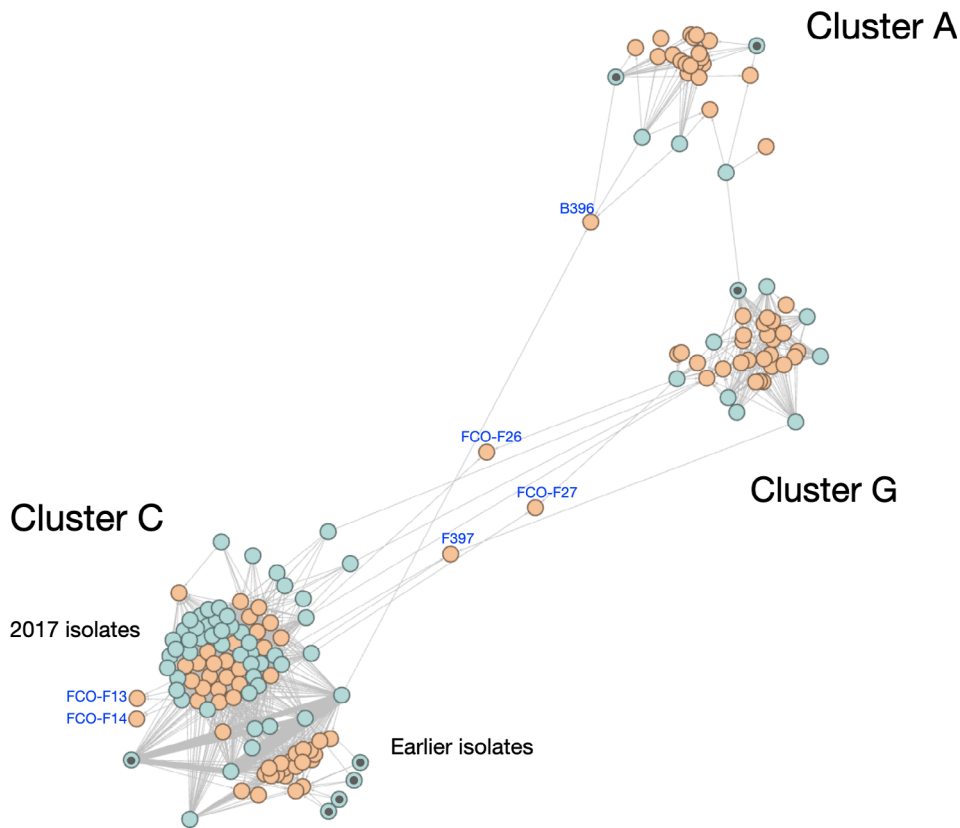 Cluster A
B396
FCO-F26
Cluster G
FCO-F27
Cluster C
F397
2017 isolates
FCO-F13
FCO-F14
Earlier isolates